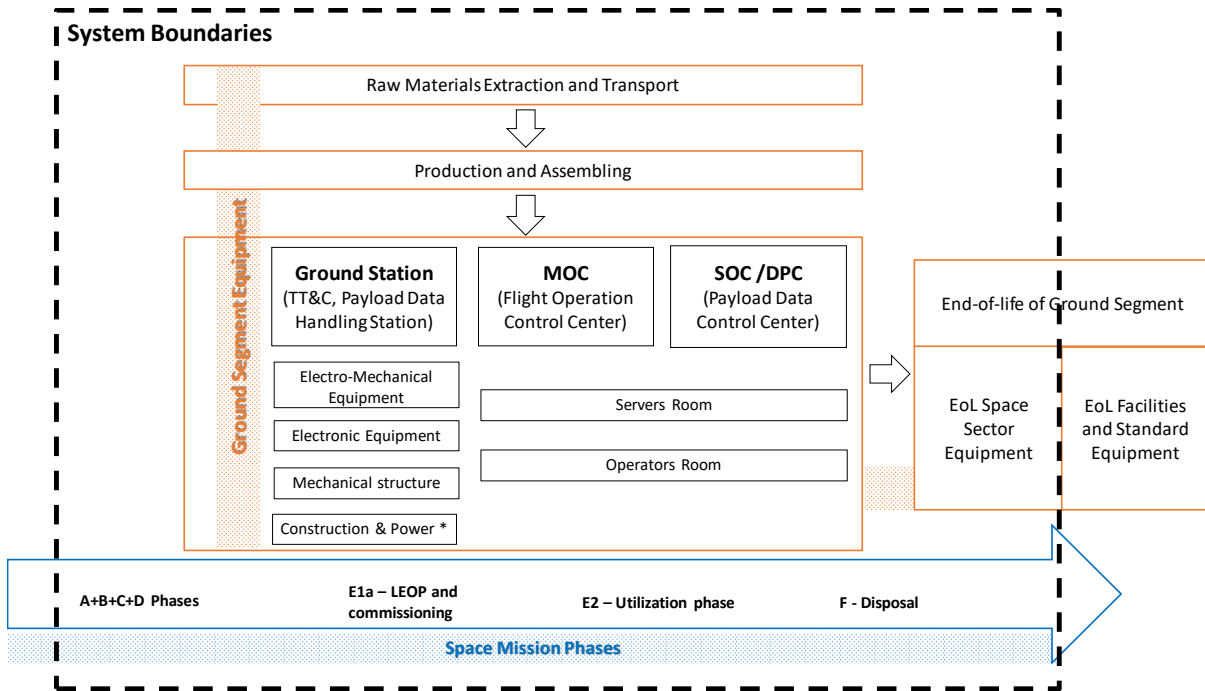 System Boundaries
Raw Materials Extraction and Transport
Production and Assembling
Ground Segment Equipment
Ground Station
(TT&C, Payload Data
Handling Station)
MOC
(Flight Operation
Control Center)
SOC /DPC
(Payload Data
Control Center)
Electro-Mechanical
Equipment
Electronic Equipment
Mechanical structure
Construction & Power *
Servers Room
Operators Room
End-of-life of Ground Segment
EoL Space
Sector
Equipment
EoL Facilities
and Standard
Equipment
A+B+C+D Phases
E1a – LEOP and
commissioning
E2 – Utilization phase
F - Disposal
Space Mission Phases